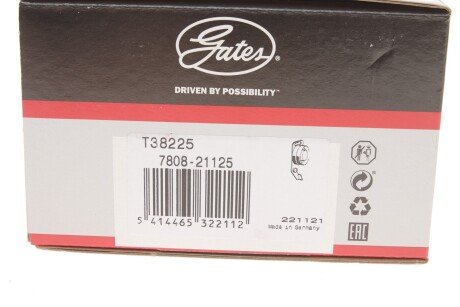 Gates®
DRIVEN BY POSSIBILITY™
T38225
7808-21125
5 414465 322112
221121
Made in Germany
EAC